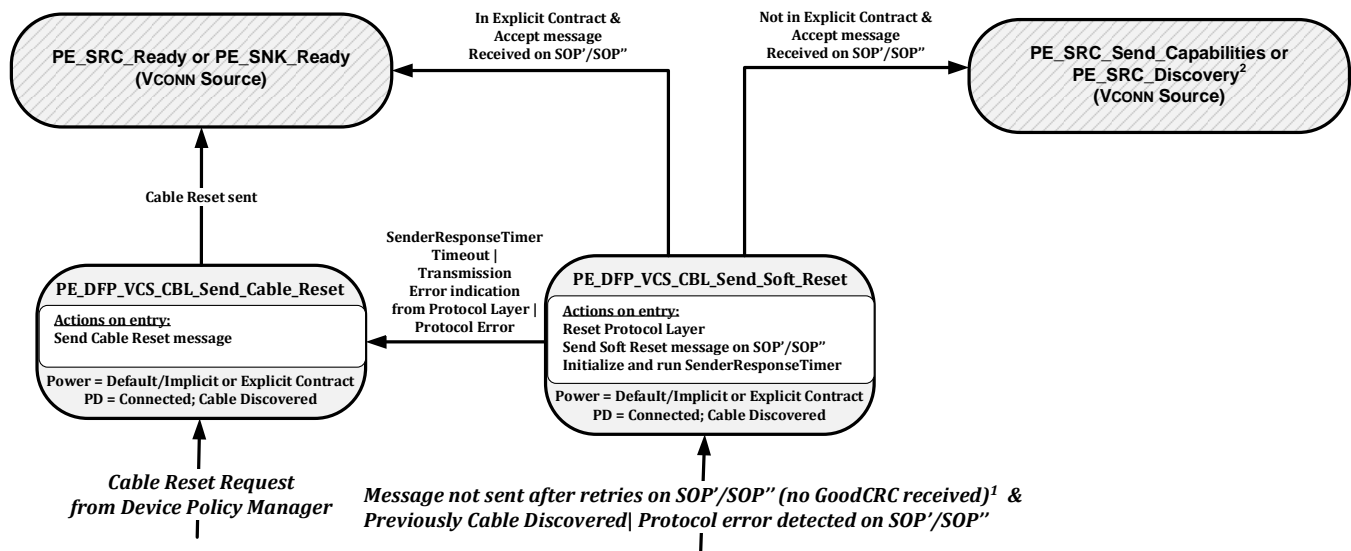 In Explicit Contract &
Accept message
Received on SOP'/SOP"
Not in Explicit Contract &
Accept message
Received on SOP'/SOP"
PE_SRC_Ready or PE_SNK_Ready
(VCONN Source)
PE_SRC_Send_Capabilities or
PE_SRC_Discovery²
(VCONN Source)
Cable Reset sent
SenderResponseTimer
Timeout |
Transmission
Error indication
from Protocol Layer |
Protocol Error
PE_DFP_VCS_CBL_Send_Cable_Reset
Actions on entry:
Send Cable Reset message
Power = Default/Implicit or Explicit Contract
PD = Connected; Cable Discovered
PE_DFP_VCS_CBL_Send_Soft_Reset
Actions on entry:
Reset Protocol Layer
Send Soft Reset message on SOP'/SOP"
Initialize and run SenderResponseTimer
Power = Default/Implicit or Explicit Contract
PD = Connected; Cable Discovered
Cable Reset Request
from Device Policy Manager
Message not sent after retries on SOP'/SOP" (no GoodCRC received)¹ &
Previously Cable Discovered| Protocol error detected on SOP'/SOP"